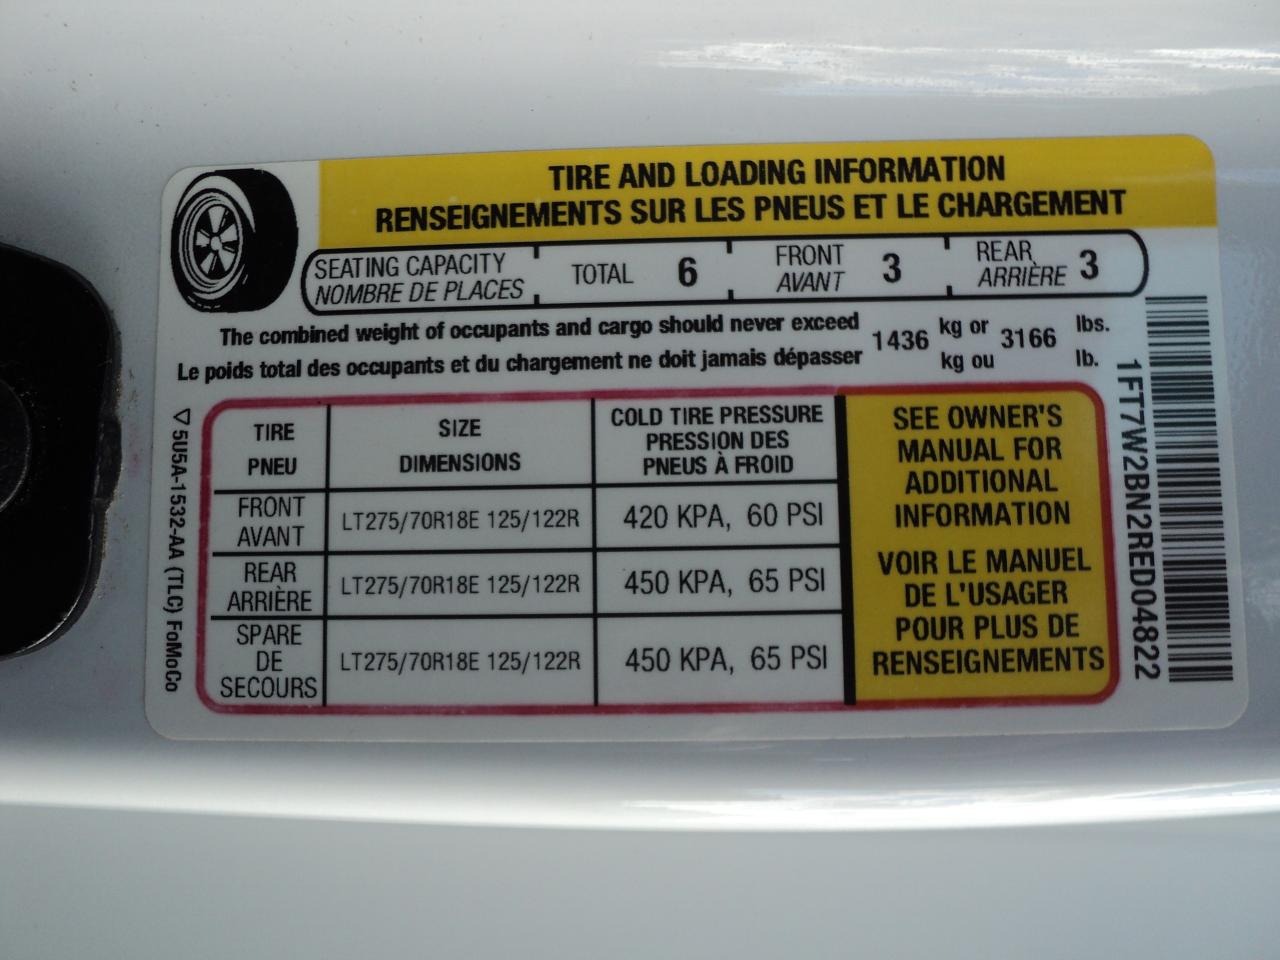 TIRE AND LOADING INFORMATION
RENSEIGNEMENTS SUR LES PNEUS ET LE CHARGEMENT
SEATING CAPACITY
NOMBRE DE PLACES
TOTAL 6
FRONT
AVANT
3
REAR
ARRIÈRE
3
The combined weight of occupants and cargo should never exceed
Le poids total des occupants et du chargement ne doit jamais dépasser
1436
kg or
kg ou
3166
lbs.
lb.
TIRE
PNEU
SIZE
DIMENSIONS
COLD TIRE PRESSURE
PRESSION DES
PNEUS À FROID
FRONT
AVANT
LT275/70R18E 125/122R
420 KPA, 60 PSI
REAR
ARRIÈRE
LT275/70R18E 125/122R
450 KPA, 65 PSI
SPARE
DE
SECOURS
LT275/70R18E 125/122R
450 KPA, 65 PSI
SEE OWNER'S
MANUAL FOR
ADDITIONAL
INFORMATION
VOIR LE MANUEL
DE L'USAGER
POUR PLUS DE
RENSEIGNEMENTS
1FT7W2BN2RED04822
5U5A-1532-AA (TLC) FoMoCo